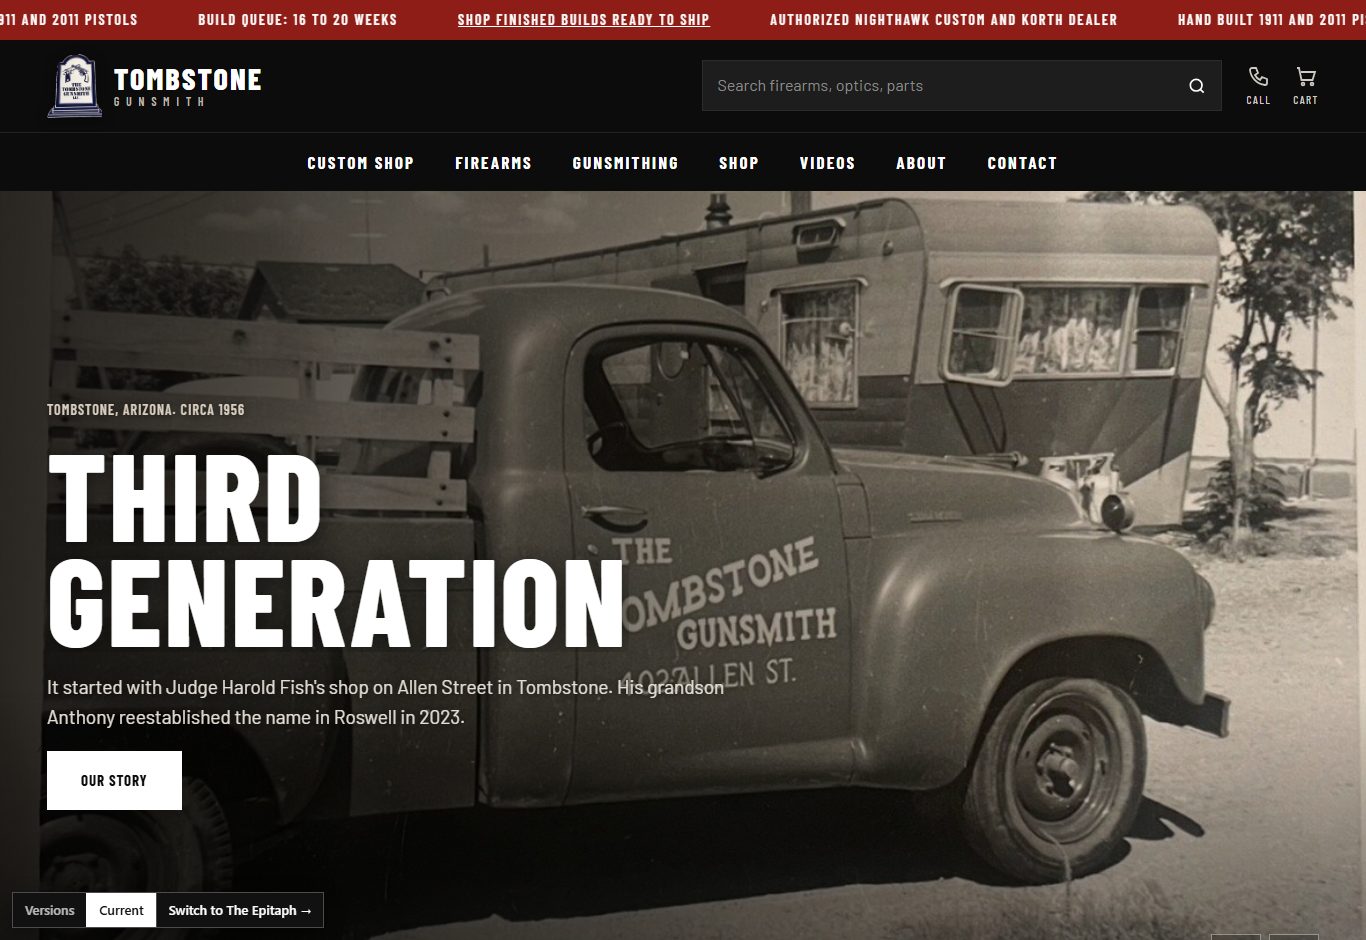 911 AND 2011 PISTOLS BUILD QUEUE: 16 TO 20 WEEKS SHOP FINISHED BUILDS READY TO SHIP AUTHORIZED NIGHTHAWK CUSTOM AND KORTH DEALER HAND BUILT 1911 AND 2011
THE
TOMBSTONE
GUNSMITH
TOMBSTONE
GUNSMITH
Search firearms, optics, parts
CALL
CART
CUSTOM SHOP FIREARMS GUNSMITHING SHOP VIDEOS ABOUT CONTACT
TOMBSTONE, ARIZONA. CIRCA 1956
THIRD
GENERATION
THE
OMBSTONE
GUNSMITH
It started with Judge Harold Fish's shop on Allen Street in Tombstone. His grandson
Anthony reestablished the name in Roswell in 2023.
OUR STORY
Versions Current Switch to The Epitaph →